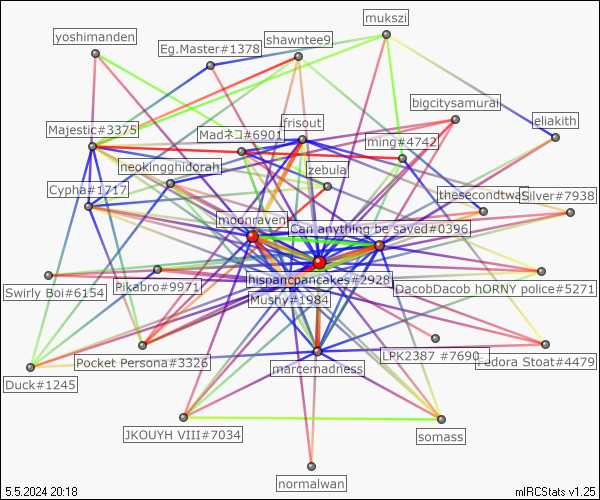 mukszi
yoshimanden
shawntee9
Eg.Master#1378
bigcitysamurai
eliakith
frisout
Majestic#3375
Madネコ#6901
ming#4742
neokingghidorah
zebula
Cypha#1717
thesecondtwa
Silver#7938
moonraven
Can anything be saved#0396
hispancpancakes#2928
Swirly Boi#6154
Pikabro#9971
DacobDacob hORNY police#5271
Mushy#1984
LPK2387 #7690
Pocket Persona#3326
Fedora Stoat#4479
marcemadness
Duck#1245
JKOUYH VIII#7034
somass
normalwan
5.5.2024 20:18
mIRCStats v1.25